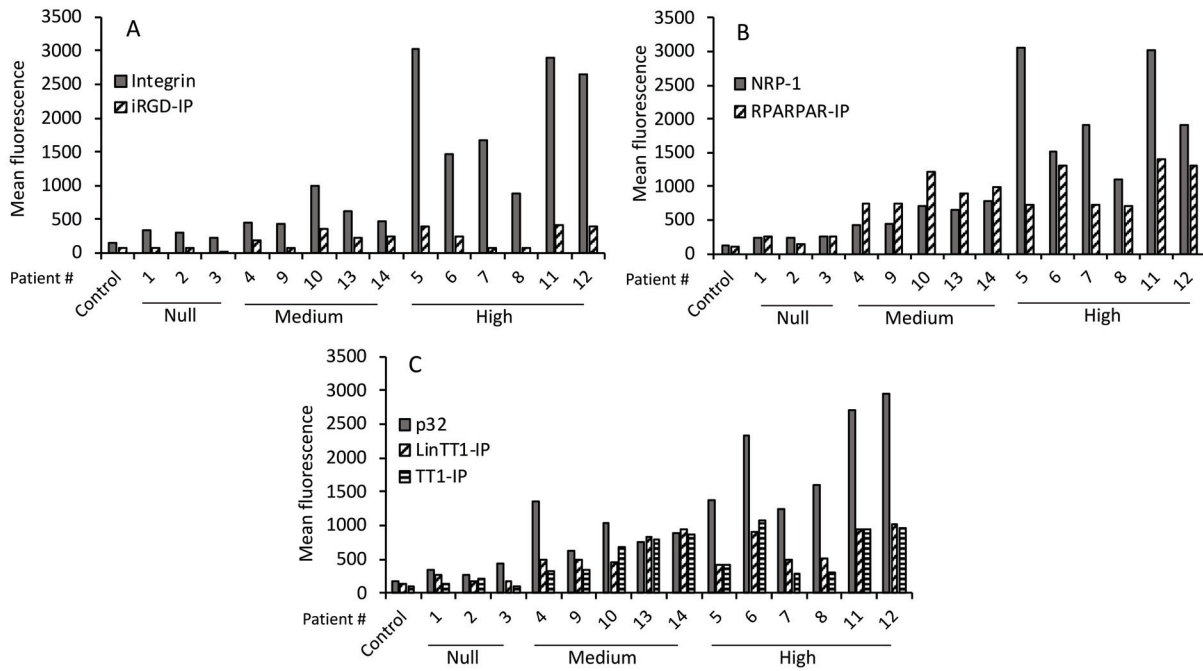 A
Mean fluorescence
3500
3000
2500
2000
1500
1000
500
0
Integrin
iRGD-IP
Patient # Control 1 2 3 4 9 10 13 14 5 6 7 8 11 12
Null Medium High
B
Mean fluorescence
3500
3000
2500
2000
1500
1000
500
0
NRP-1
RPARPAR-IP
Patient # Control 1 2 3 4 9 10 13 14 5 6 7 8 11 12
Null Medium High
C
Mean fluorescence
3500
3000
2500
2000
1500
1000
500
0
p32
LinTT1-IP
TT1-IP
Patient # Control 1 2 3 4 9 10 13 14 5 6 7 8 11 12
Null Medium High